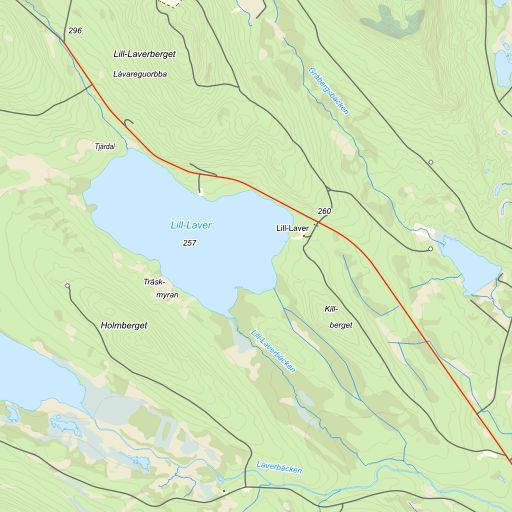 296
Lill-Laverberget
Lávareguorbba
Gråbergsbäcken
Tjärdal
Lill-Laver
257
260
Lill-Laver
Träsk-
myran
Kill-
berget
Holmberget
Lill-Laverbäcken
Laverbäcken